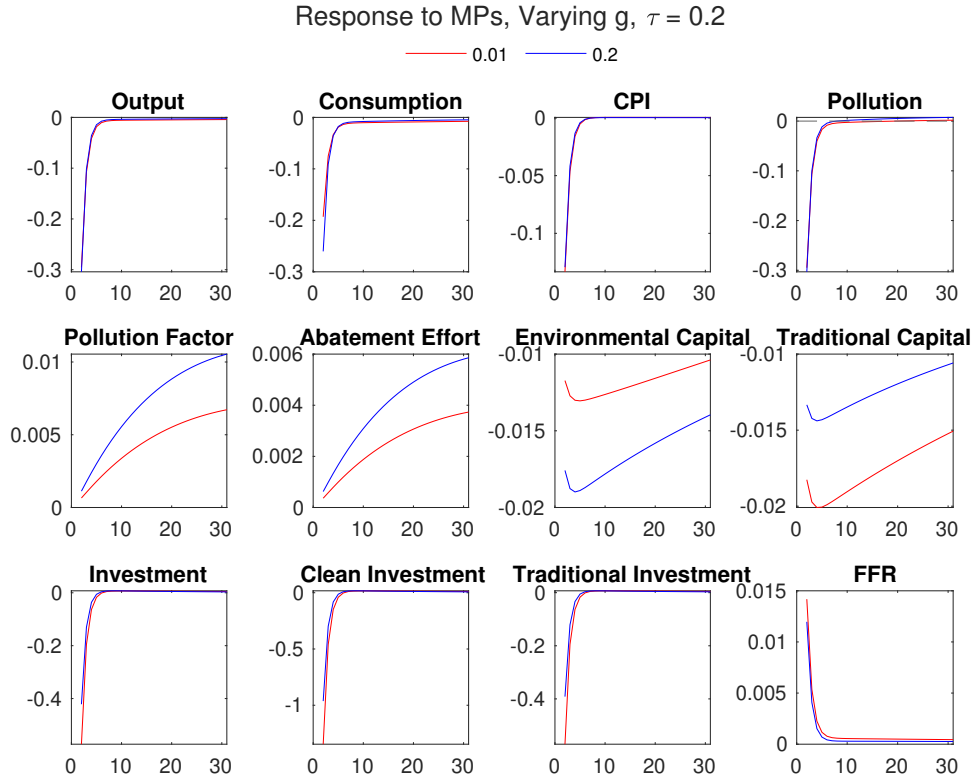 Response to MPs, Varying g, τ = 0.2
0.01 0.2
Output Consumption CPI Pollution
0 0 0 0
-0.1 -0.1 -0.05 -0.1
-0.2 -0.2 -0.1 -0.2
-0.3 -0.3 -0.3
0 10 20 30 0 10 20 30 0 10 20 30 0 10 20 30
Pollution Factor Abatement Effort Environmental Capital Traditional Capital
0.01 0.006 -0.01 -0.01
0.005 0.004 -0.015 -0.015
0 0.002 -0.02 -0.02
0
0 10 20 30 0 10 20 30 0 10 20 30 0 10 20 30
Investment Clean Investment Traditional Investment FFR
0 0 0 0.015
-0.2 -0.5 -0.2 0.01
-0.4 -1 -0.4 0.005
0
0 10 20 30 0 10 20 30 0 10 20 30 0 10 20 30